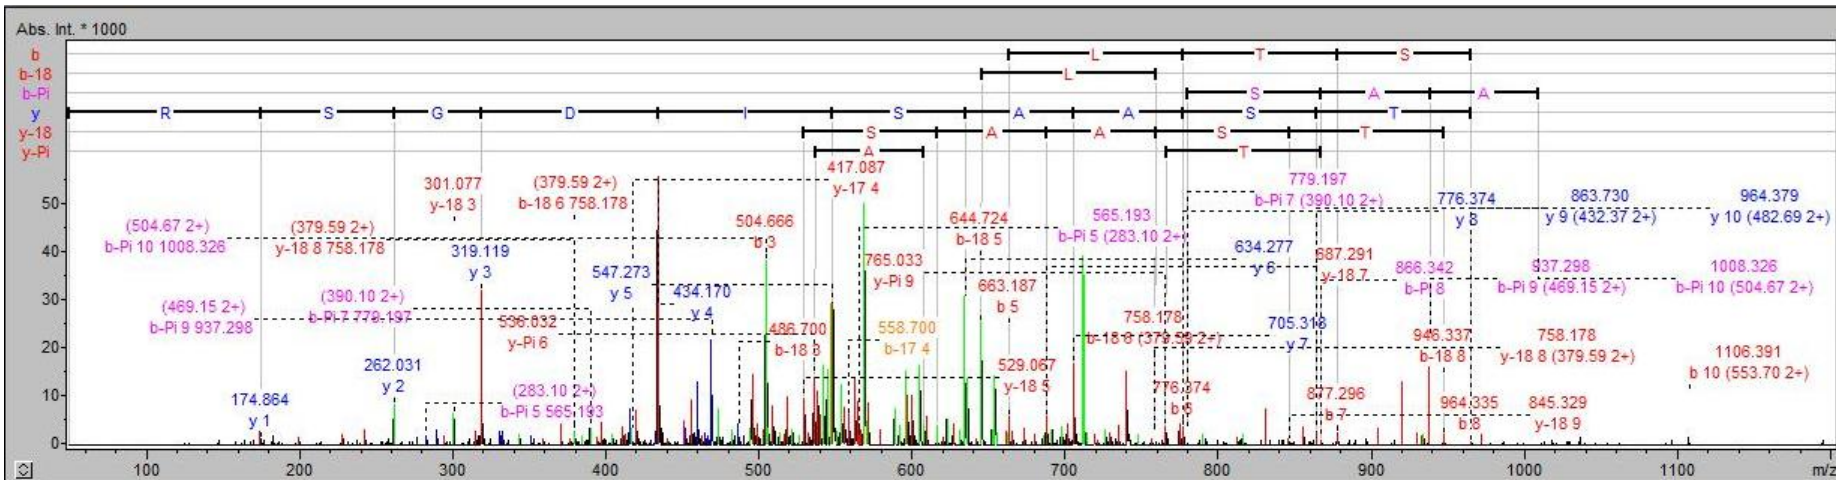 Abs. Int. * 1000
b
b-18
b-Pi
y
y-18
y-Pi
L T S
L
S A A
R S G D I S A A S T
S A A S T
A T
417.087
y-17 4
301.077
y-18 3
(379.59 2+)
b-18 6 758.178
779.197
b-Pi 7 (390.10 2+)
776.374
y 8
863.730
y 9 (432.37 2+)
964.379
y 10 (482.69 2+)
(504.67 2+)
b-Pi 10 1008.326
(379.59 2+)
y-18 8 758.178
504.666
b 3
644.724
b-18 5
565.193
b-Pi 5 (283.10 2+)
319.119
y 3
547.273
y 5
434.170
y 4
765.033
y-Pi 9
634.277
y 6
687.291
y-18 7
866.342
b-Pi 8
937.298
b-Pi 9 (469.15 2+)
1008.326
b-Pi 10 (504.67 2+)
(469.15 2+)
b-Pi 9 937.298
(390.10 2+)
b-Pi 7 779.197
663.187
b 5
536.032
y-Pi 6
486.700
b-18 3
558.700
b-17 4
758.178
b-18 6 (379.59 2+)
705.318
y 7
946.337
b-18 8
758.178
y-18 8 (379.59 2+)
1106.391
b 10 (553.70 2+)
262.031
y 2
174.864
y 1
(283.10 2+)
b-Pi 5 565.193
529.067
y-18 5
776.374
b 6
877.296
b 7
964.335
b 8
845.329
y-18 9
50
40
30
20
10
0
100 200 300 400 500 600 700 800 900 1000 1100 m/z